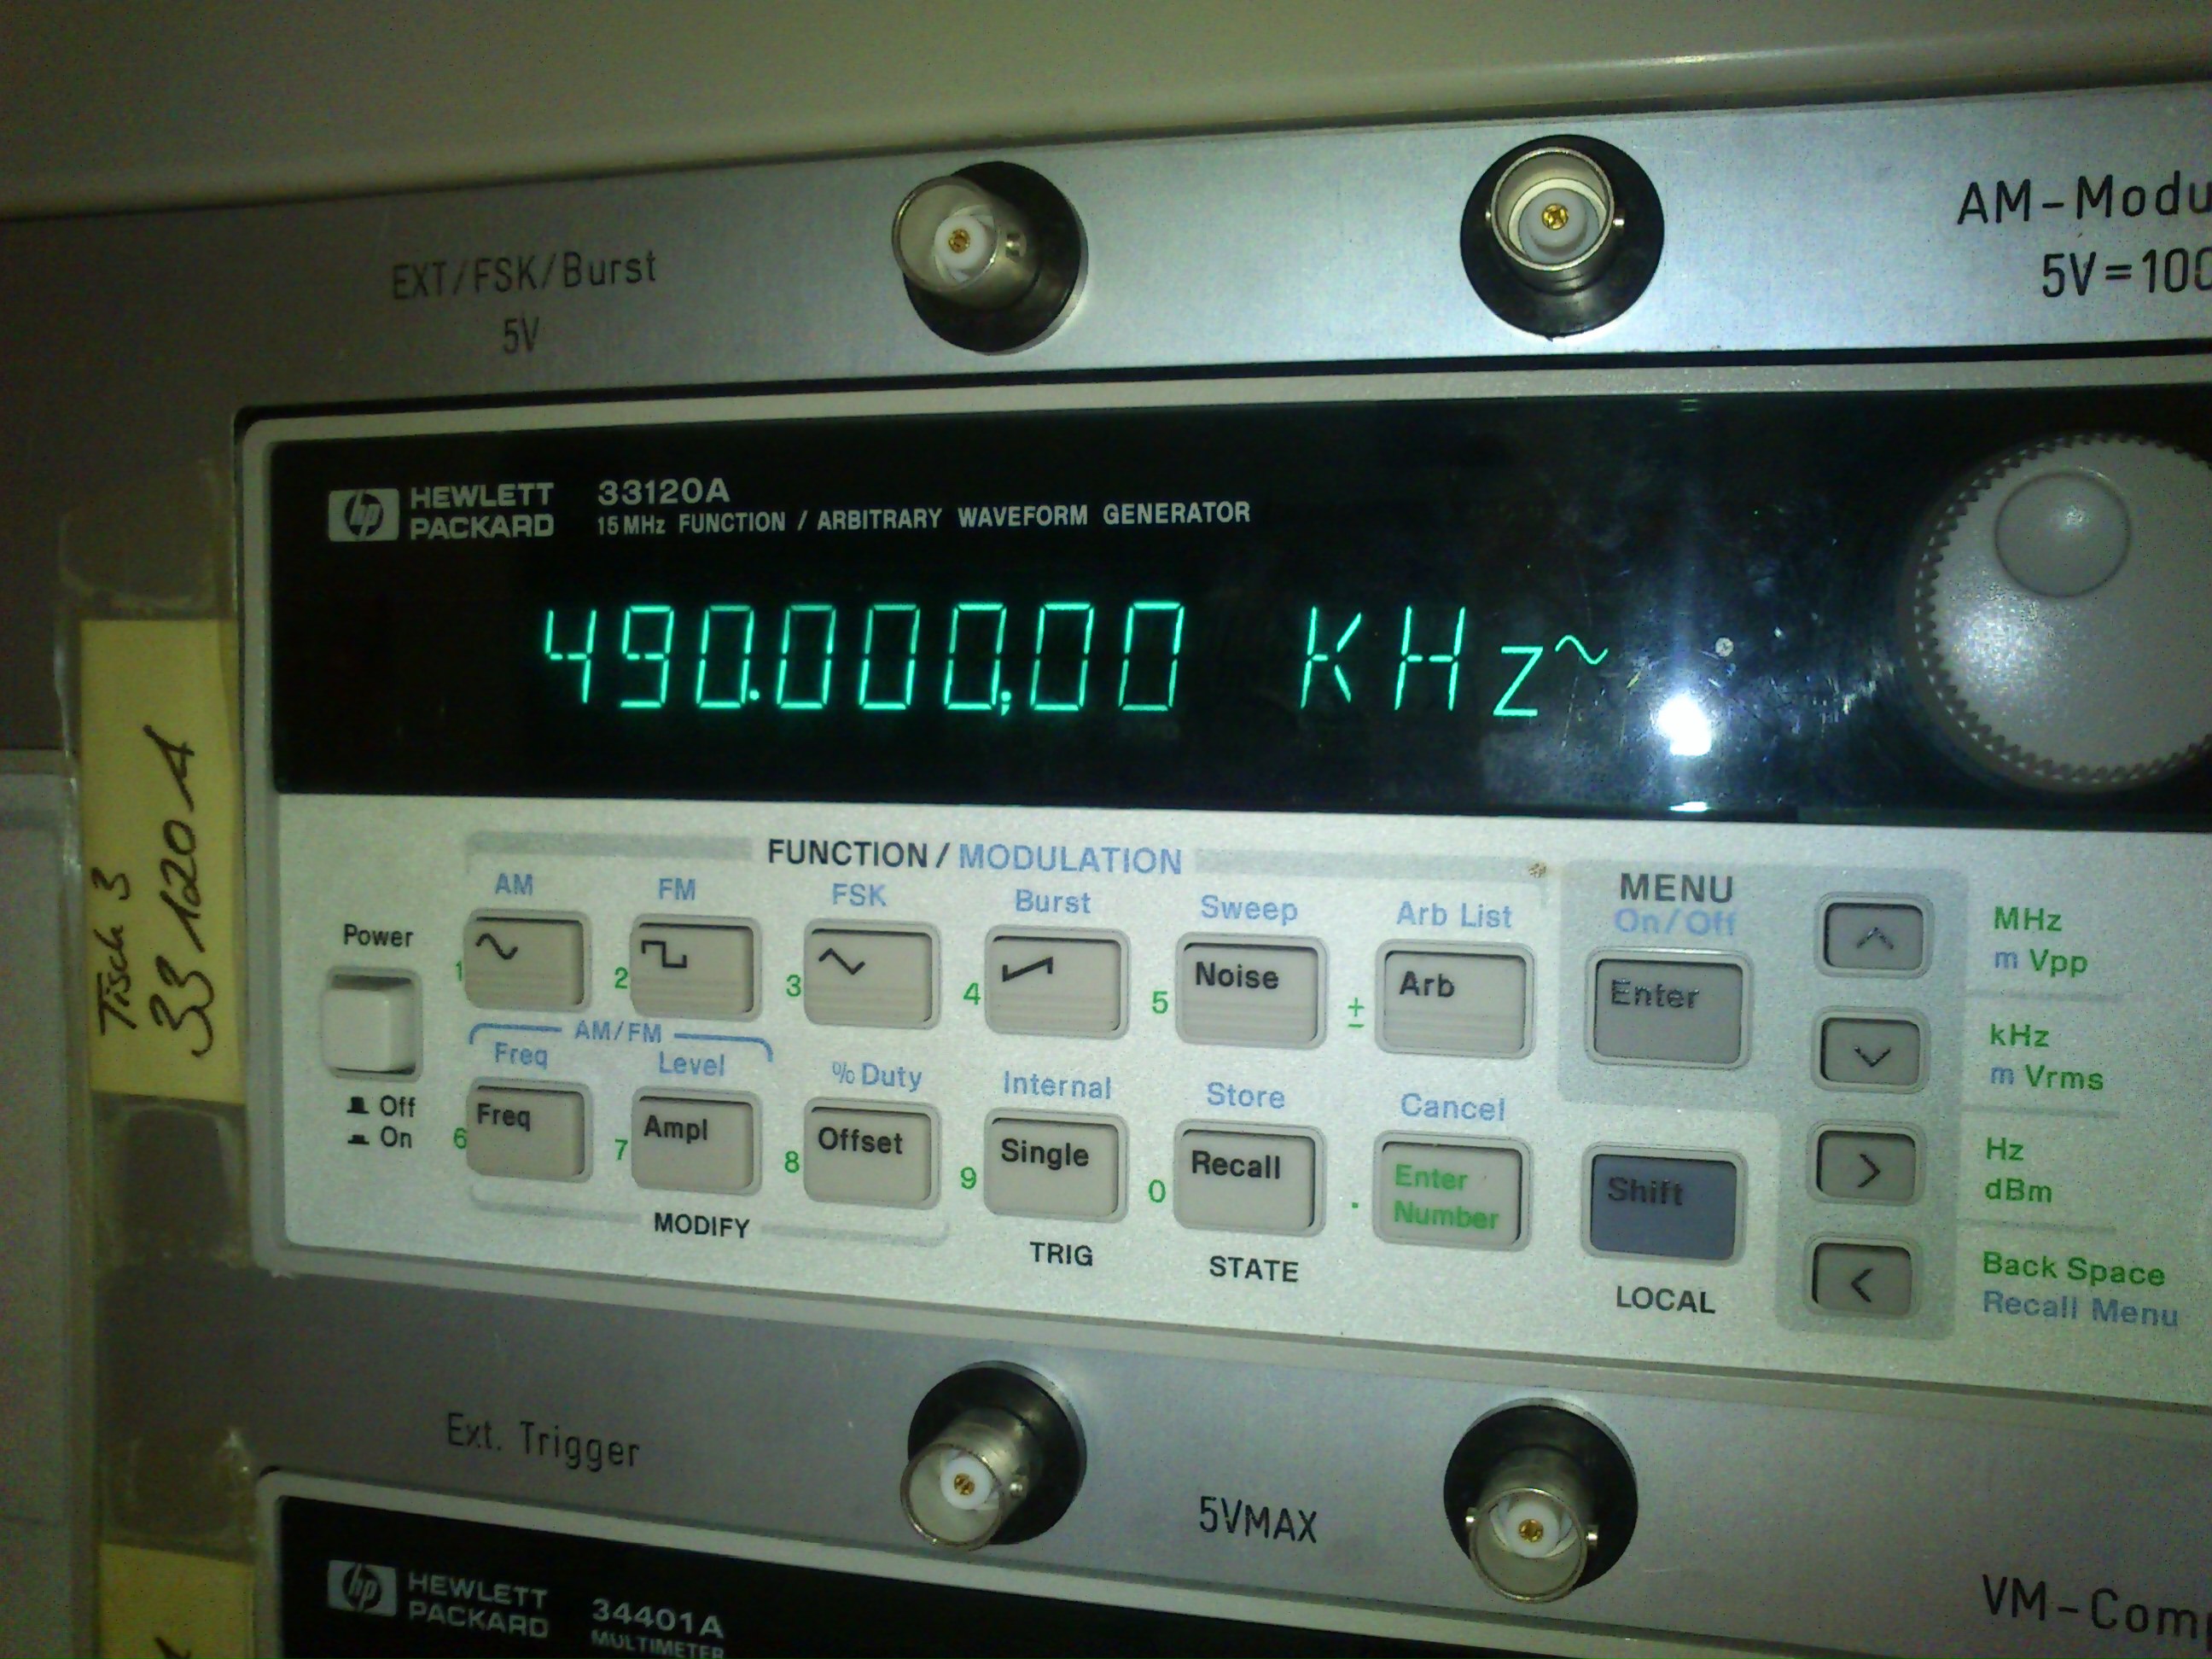 EXT/FSK/Burst
5V
AM-Modu
5V=100
hp HEWLETT PACKARD
33120A
15 MHz FUNCTION / ARBITRARY WAVEFORM GENERATOR
490.000,00 KHz~
Tisch 3
33120A
FUNCTION / MODULATION
AM FM FSK Burst Sweep Arb List
MENU
On/Off
Power
1 2 3 4 5 Noise ± Arb
Enter
MHz
m Vpp
kHz
m Vrms
AM/FM
Freq Level % Duty Internal Store Cancel
Off
On
6 Freq 7 Ampl 8 Offset 9 Single 0 Recall . Enter Number
Shift
Hz
dBm
MODIFY
TRIG
STATE
LOCAL
Back Space
Recall Menu
Ext. Trigger
5VMAX
VM-Comp
hp HEWLETT PACKARD
34401A
MULTIMETER